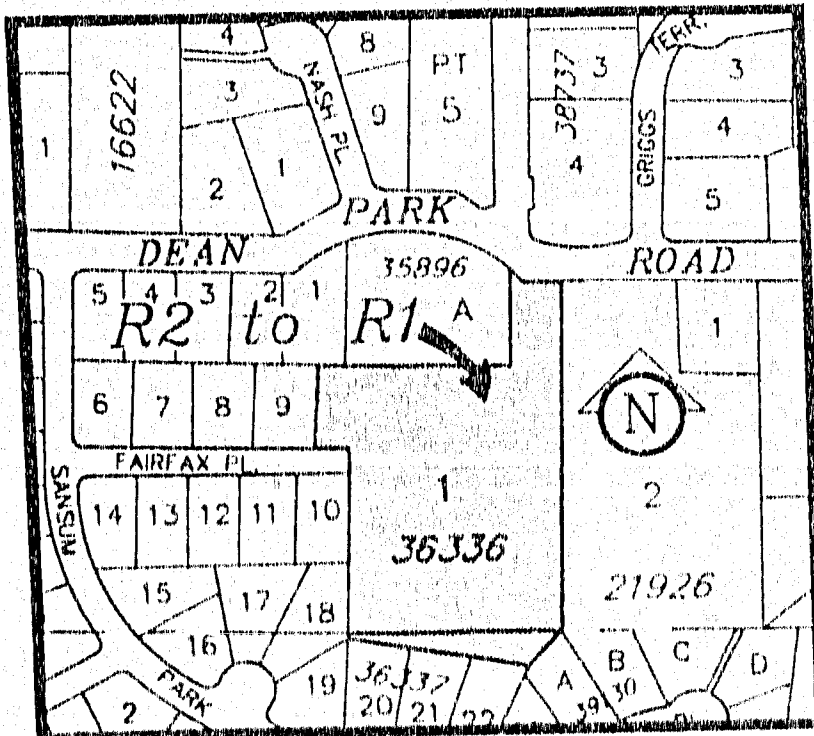 4
8
PT
5
3
TERR.
3
16622
3
NASH PL.
9
38737
4
1
1
2
4
GRIGGS
5
PARK
DEAN
ROAD
35896
5
4
3
2
1
A
R2 to R1
1
6
7
8
9
N
FAIRFAX PL.
1
2
SANSUM
14
13
12
11
10
36336
21926
15
17
18
16
PARK
19
36337
20
21
22
A
B
C
D
2